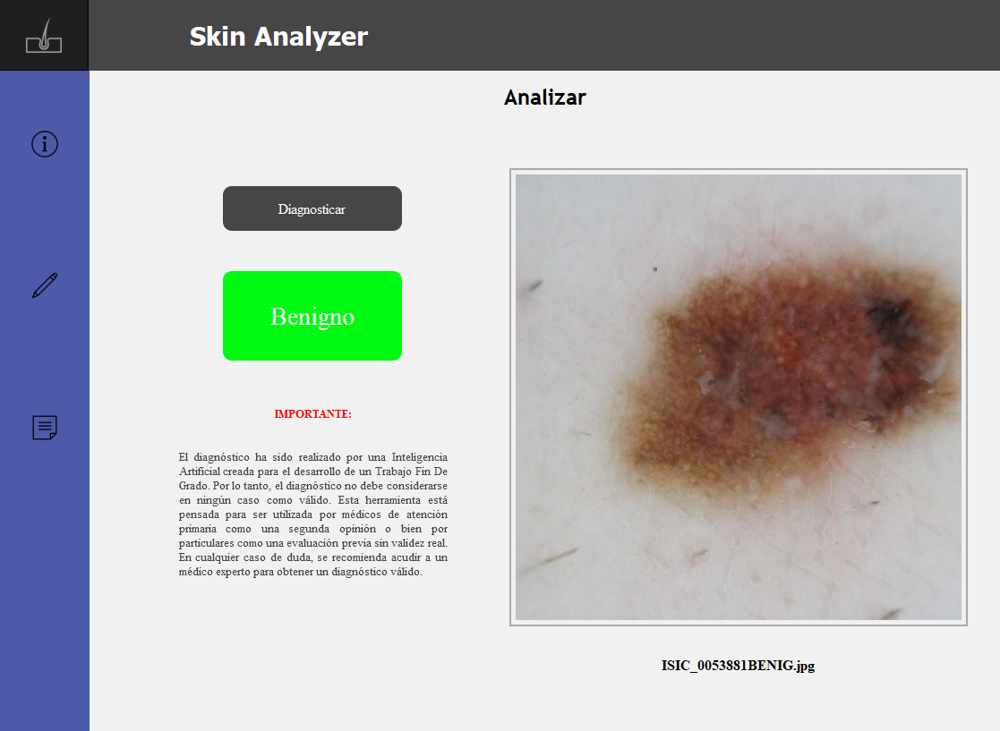 Skin Analyzer
Analizar
Diagnosticar
Benigno
IMPORTANTE:
El diagnóstico ha sido realizado por una Inteligencia
Artificial creada para el desarrollo de un Trabajo Fin De
Grado. Por lo tanto, el diagnóstico no debe considerarse
en ningún caso como válido. Esta herramienta está
pensada para ser utilizada por médicos de atención
primaria como una segunda opinión o bien por
particulares como una evaluación previa sin validez real.
En cualquier caso de duda, se recomienda acudir a un
médico experto para obtener un diagnóstico válido.
ISIC_0053881BENIG.jpg